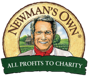 NEWMAN'S OWN
ALL PROFITS TO CHARITY